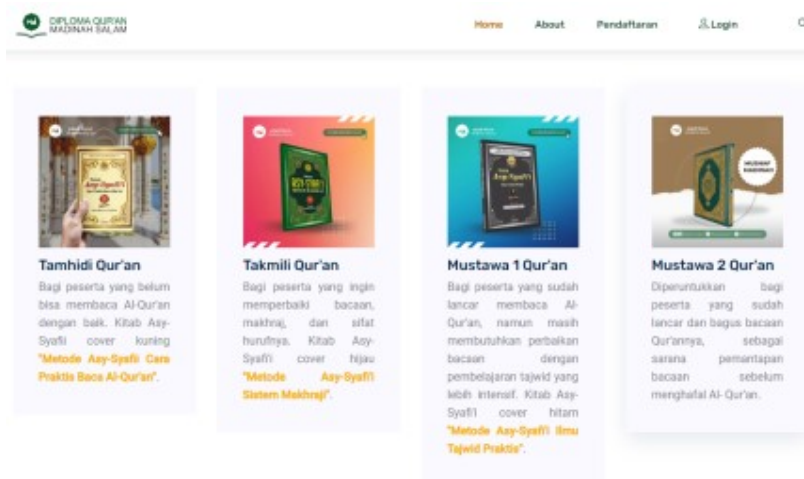 DIPLOMA QUR'AN
MADINAH SALAM
Home About Pendaftaran Login
Tamhidi Qur'an
Bagi peserta yang belum
bisa membaca Al-Qur'an
dengan baik. Kitab Asy-
Syafii cover kuning
"Metode Asy-Syafii Cara
Praktis Baca Al-Qur'an".
Takmili Qur'an
Bagi peserta yang ingin
memperbaiki bacaan,
makhraj, dan sifat
hurufnya. Kitab Asy-
Syafi'i cover hijau
"Metode Asy-Syafi'i
Sistem Makhraji".
Mustawa 1 Qur'an
Bagi peserta yang sudah
lancar membaca Al-
Qur'an, namun masih
membutuhkan perbaikan
bacaan dengan
pembelajaran tajwid yang
lebih intensif. Kitab Asy-
Syafi'i cover hitam
"Metode Asy-Syafi'i Ilmu
Tajwid Praktis".
MUSHAF
MADINAH
Mustawa 2 Qur'an
Diperuntukkan bagi
peserta yang sudah
lancar dan bagus bacaan
Qur'annya, sebagai
sarana pemantapan
bacaan sebelum
menghafal Al- Qur'an.